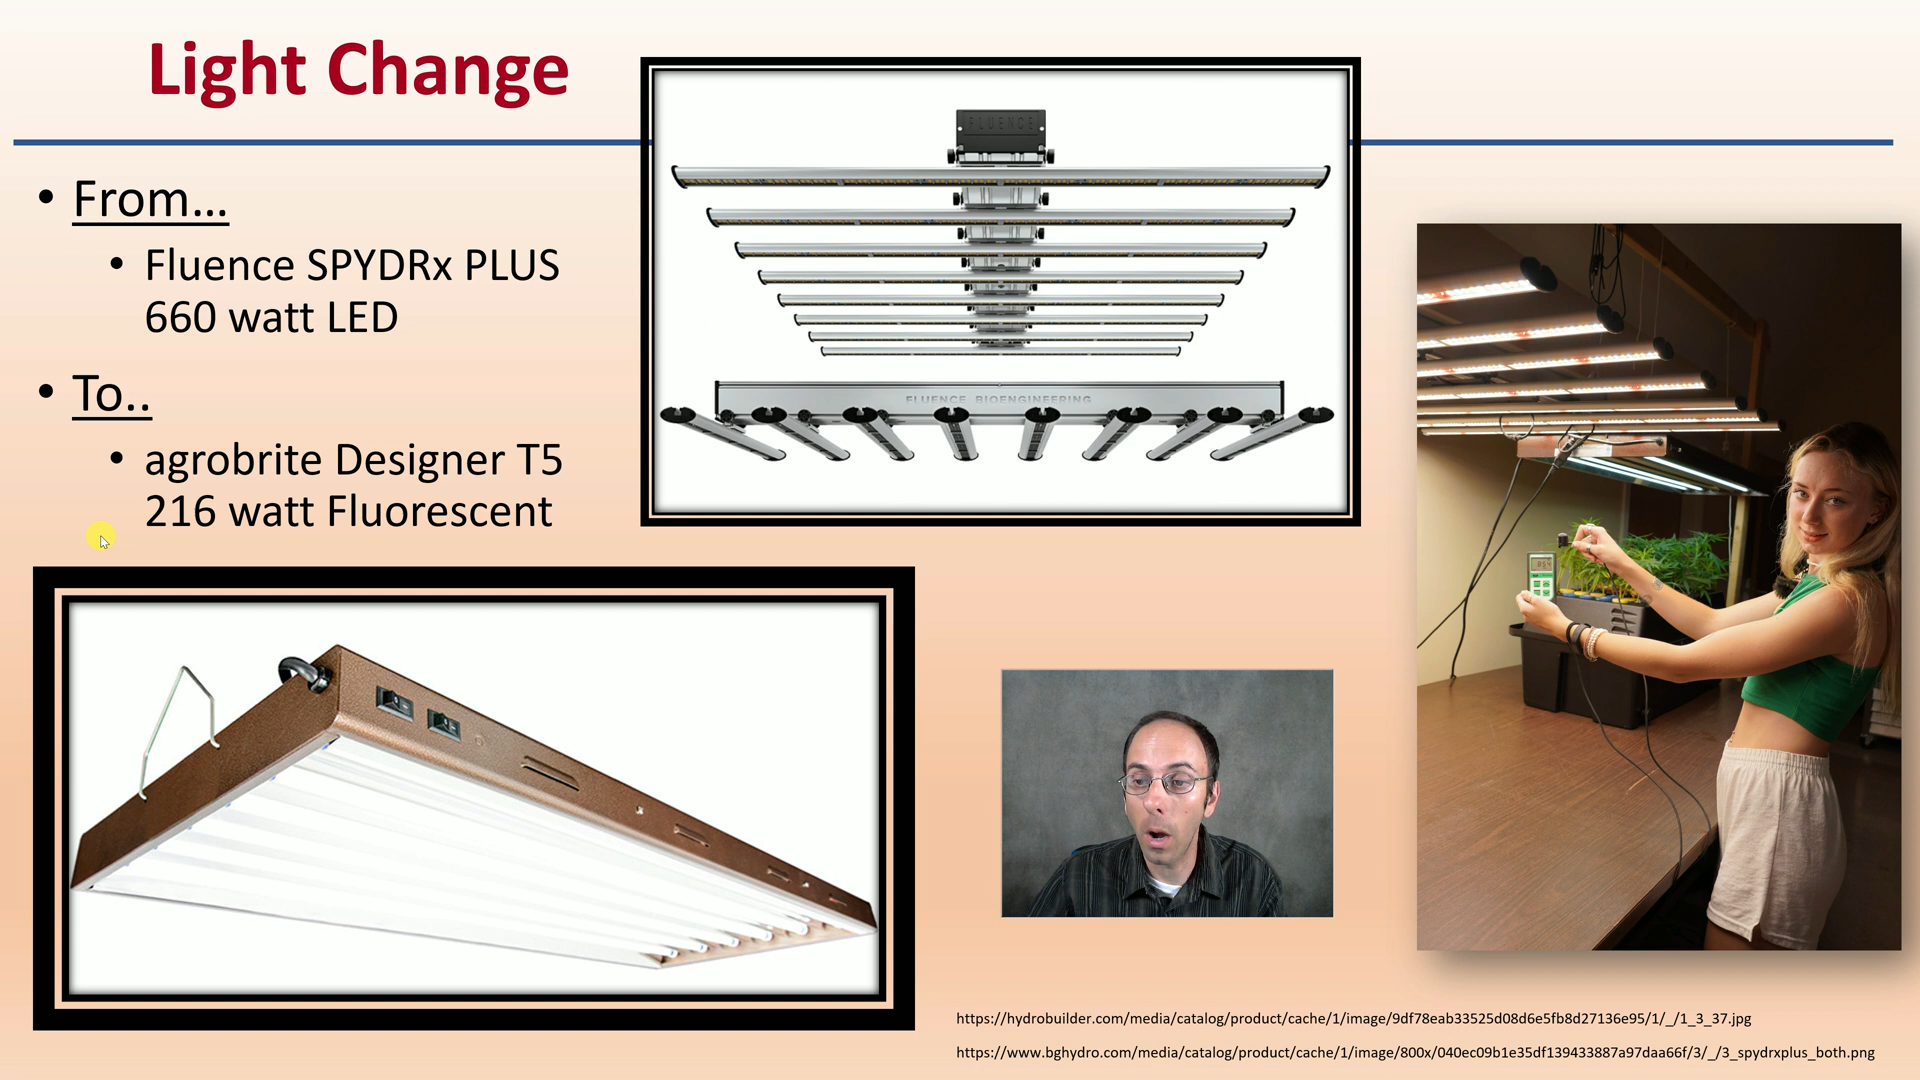 Light Change
• From...
• Fluence SPYDRx PLUS
660 watt LED
• To..
• agrobrite Designer T5
216 watt Fluorescent
FLUENCE
FLUENCE BIOENGINEERING
https://hydrobuilder.com/media/catalog/product/cache/1/image/9df78eab33525d08d6e5fb8d27136e95/1/_/1_3_37.jpg
https://www.bghydro.com/media/catalog/product/cache/1/image/800x/040ec09b1e35df139433887a97daa66f/3/_/3_spydrxplus_both.png